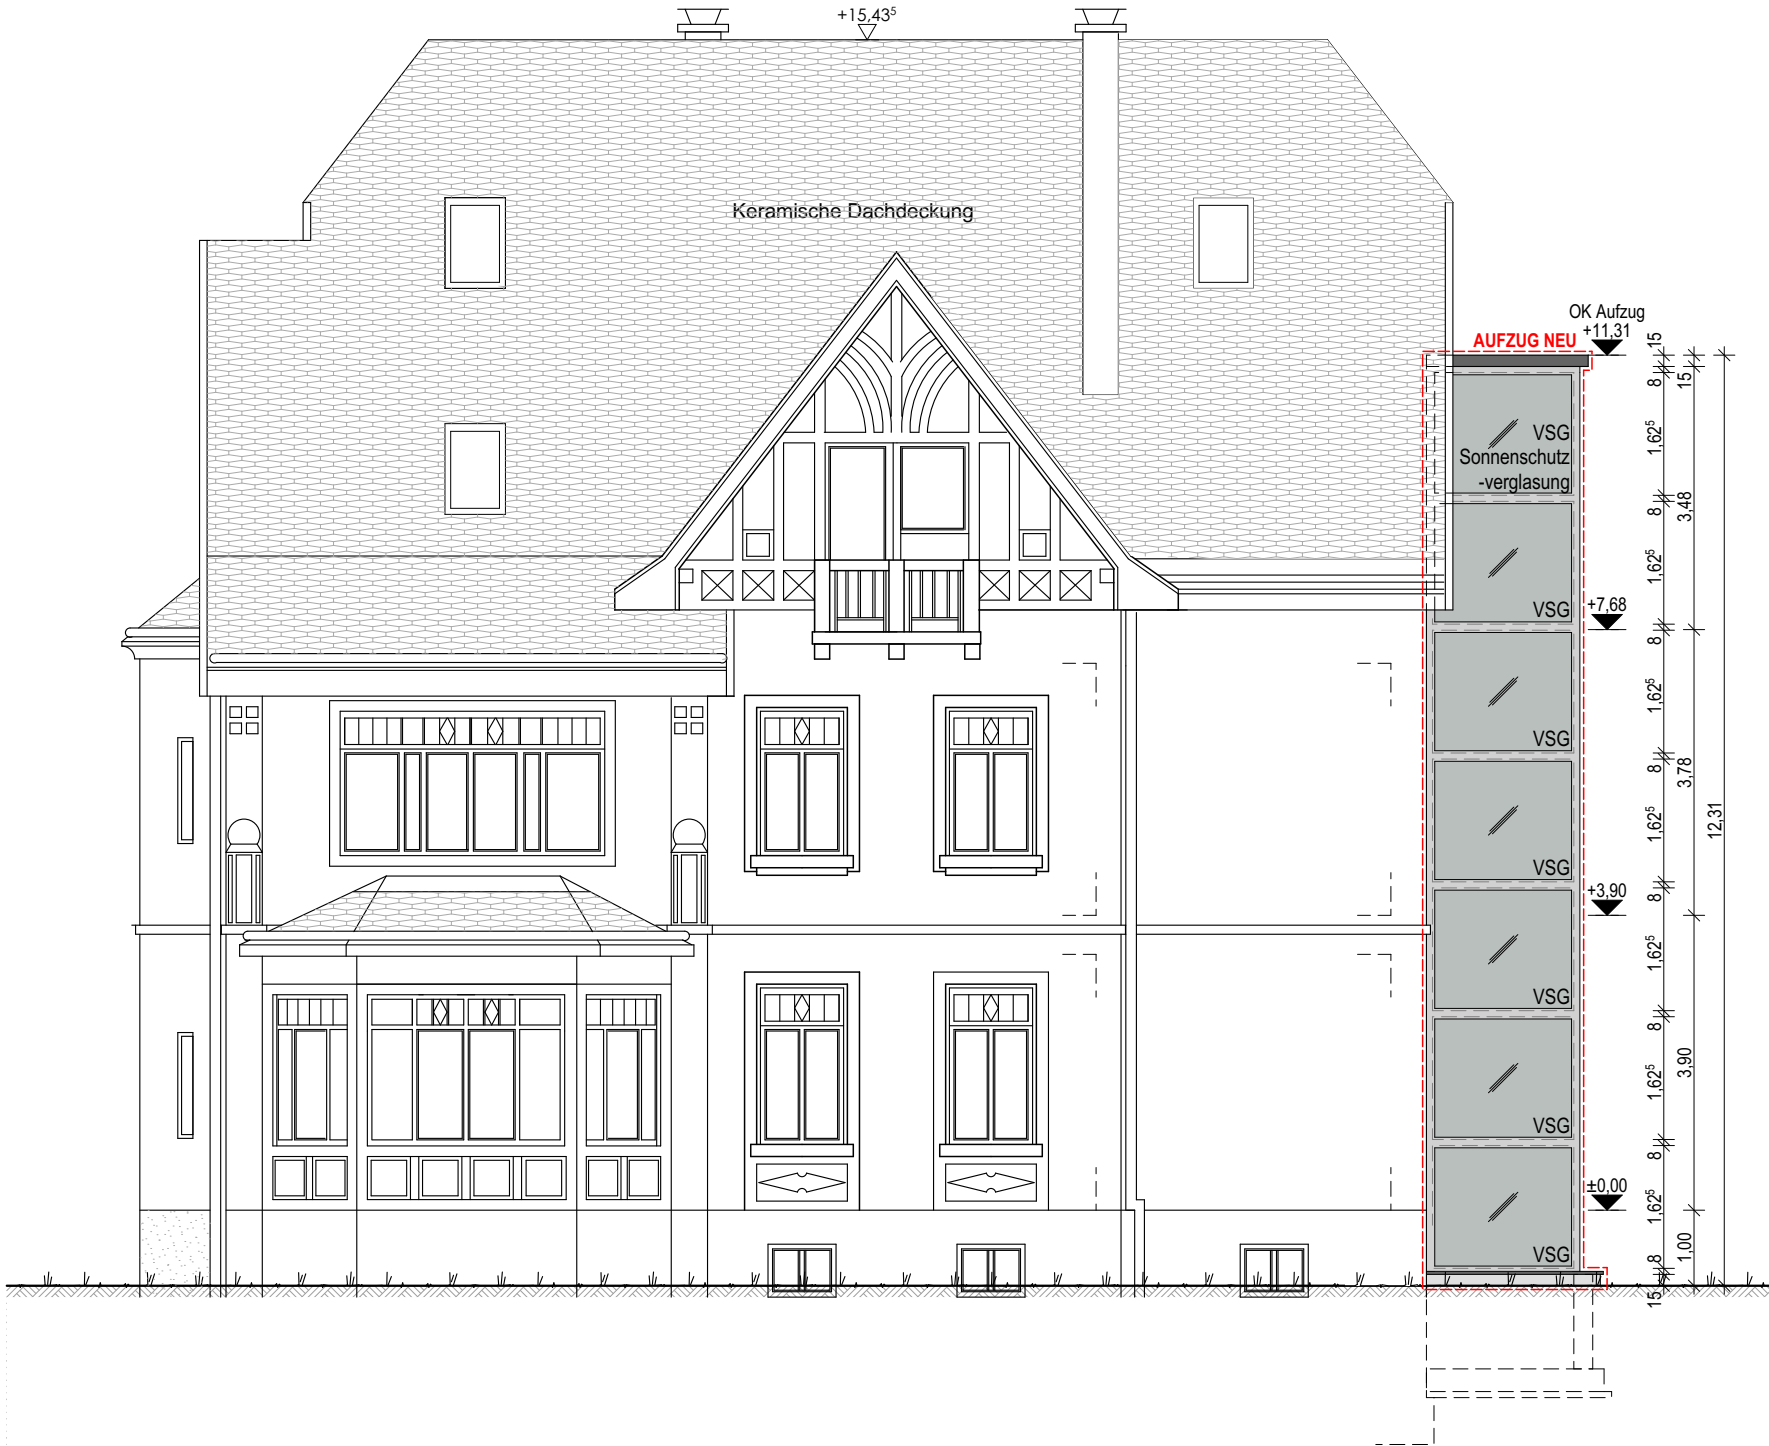 +15,43⁵
Keramische Dachdeckung
OK Aufzug
+11,31
AUFZUG NEU
VSG
Sonnenschutz
-verglasung
VSG
+7,68
VSG
VSG
+3,90
VSG
VSG
±0,00
VSG
15
8
1,62⁵
8
1,62⁵
8
1,62⁵
8
1,62⁵
8
1,62⁵
8
1,62⁵
8
1,62⁵
8
15
15
3,48
3,78
3,90
1,00
12,31